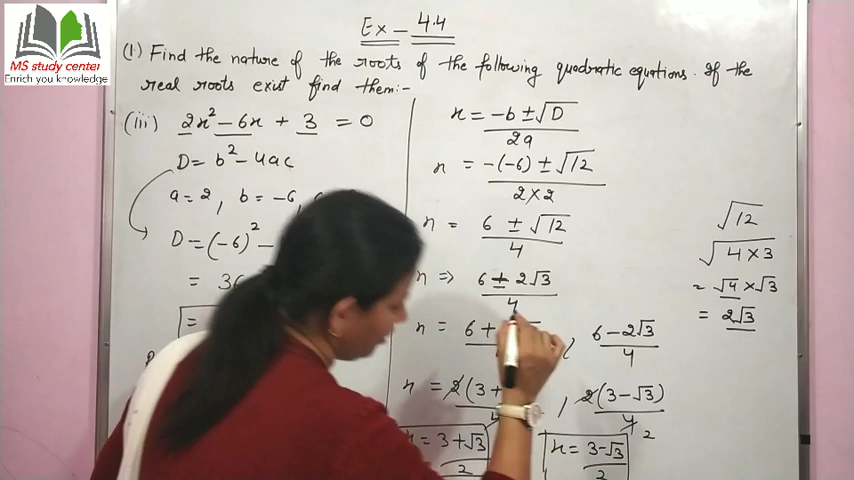 MS study center
Enrich you knowledge
Ex - 4.4
(1.) Find the nature of the roots of the following quadratic equations. If the
real roots exist find them:-
(iii) 2x² - 6x + 3 = 0
D = b² - 4ac
a = 2, b = -6,
D = (-6)² -
= 36
=
x = -b ± √D / 2a
x = -(-6) ± √12 / 2×2
x = 6 ± √12 / 4
x => 6 ± 2√3 / 4
x = 6 + , 6 - 2√3 / 4
x = 2(3 + / 4 , 2(3 - √3) / 4 2
x = 3 + √3 / 2 x = 3 - √3 / 2
√12
√4×3
= √4 × √3
= 2√3